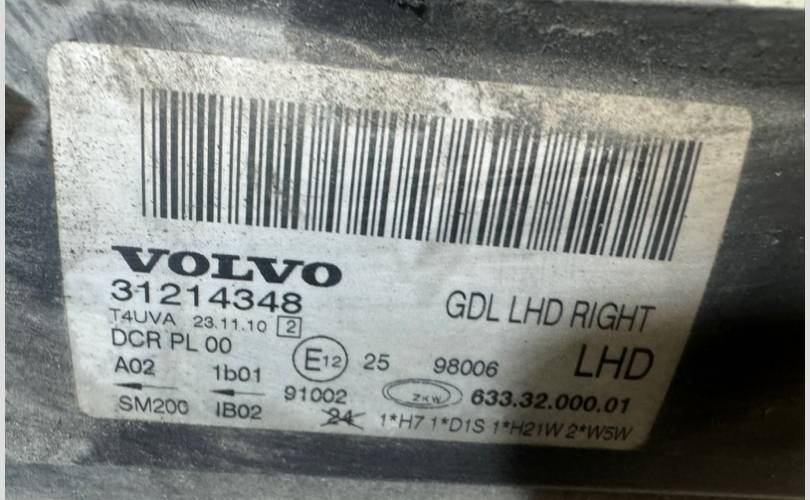 VOLVO
31214348
GDL LHD RIGHT
T4UVA 23.11.10 2
DCR PL 00
LHD
A02 1b01 E12 25 98006
SM200 IB02 91002 ZKW 633.32.000.01
24 1*H7 1*D1S 1*H21W 2*W5W